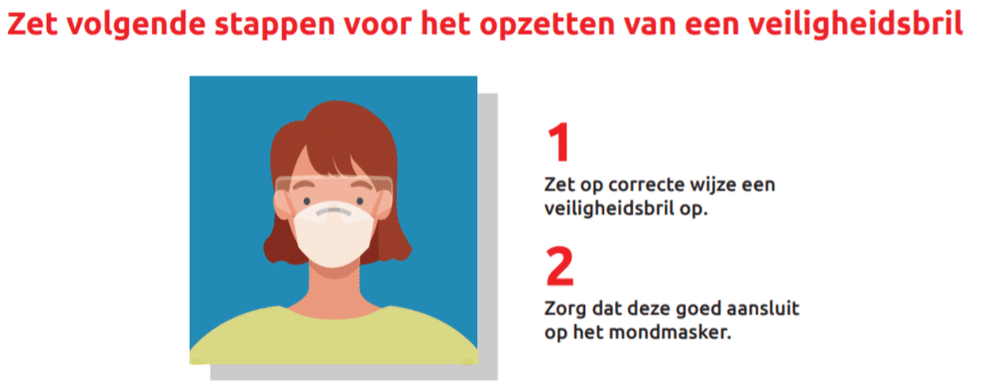 Zet volgende stappen voor het opzetten van een veiligheidsbril
1
Zet op correcte wijze een
veiligheidsbril op.
2
Zorg dat deze goed aansluit
op het mondmasker.